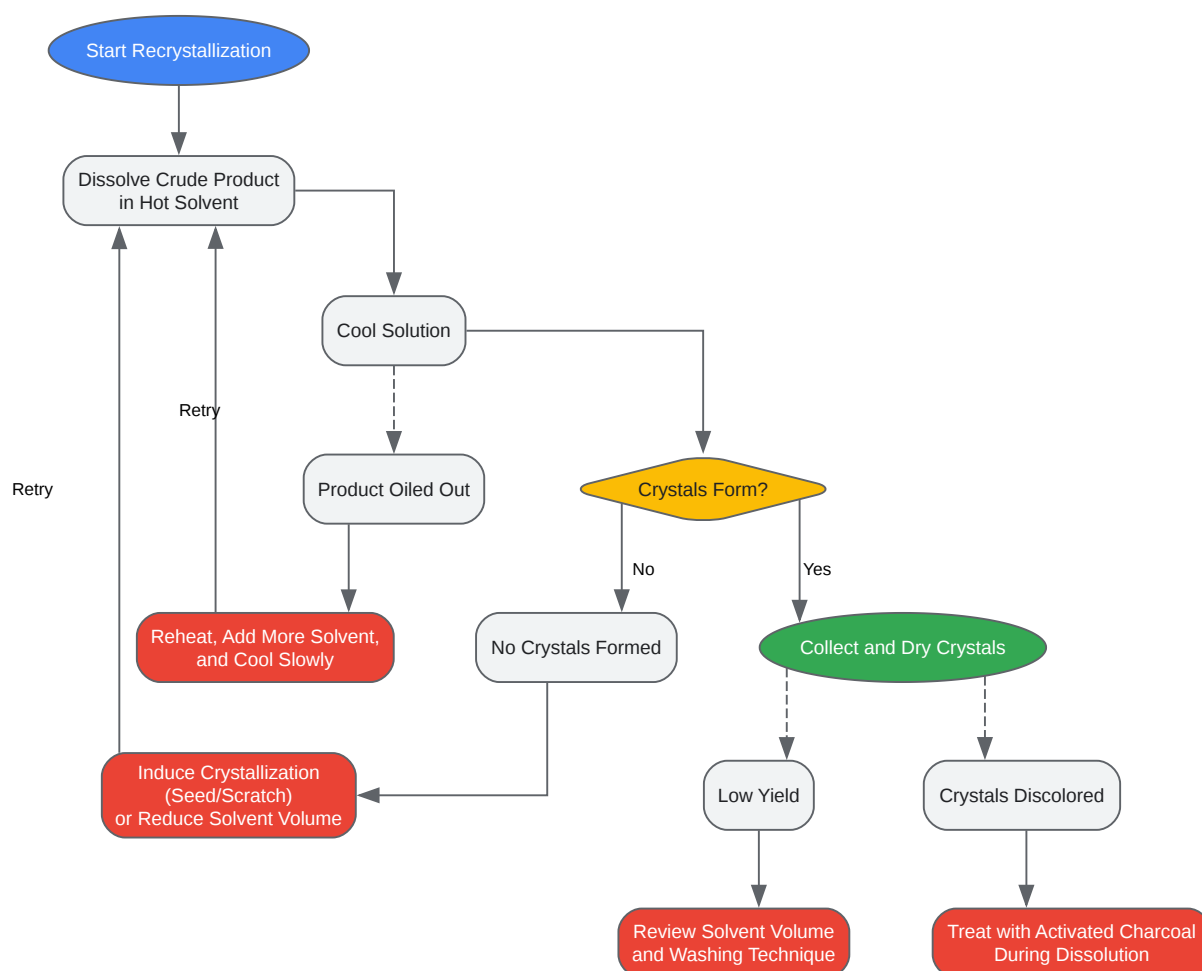 Start Recrystallization
Dissolve Crude Product
in Hot Solvent
Cool Solution
Retry
Retry
Product Oiled Out
Crystals Form?
No
Yes
Reheat, Add More Solvent,
and Cool Slowly
No Crystals Formed
Collect and Dry Crystals
Induce Crystallization
(Seed/Scratch)
or Reduce Solvent Volume
Low Yield
Crystals Discolored
Review Solvent Volume
and Washing Technique
Treat with Activated Charcoal
During Dissolution